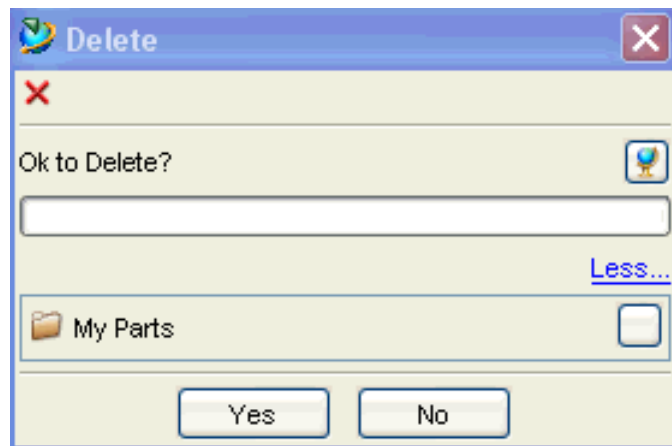 Delete
Ok to Delete?
Less...
My Parts
Yes No